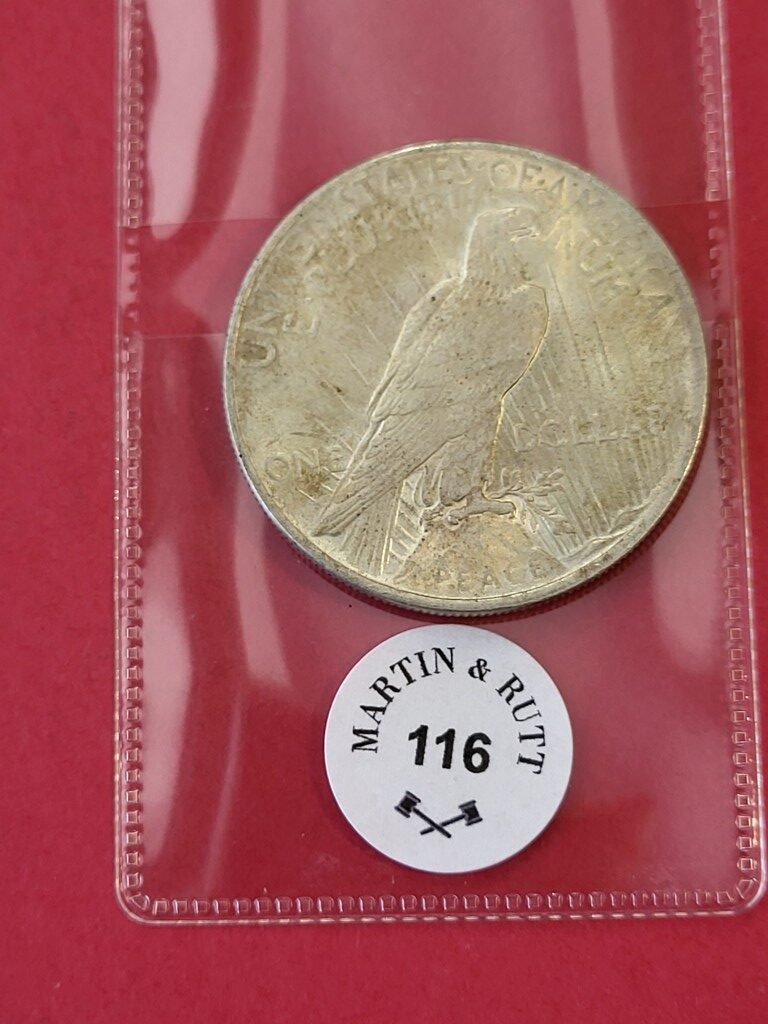 UNITED STATES OF AMERICA
E PLURIBUS UNUM
ONE DOLLAR
PEACE
MARTIN & RUTT
116